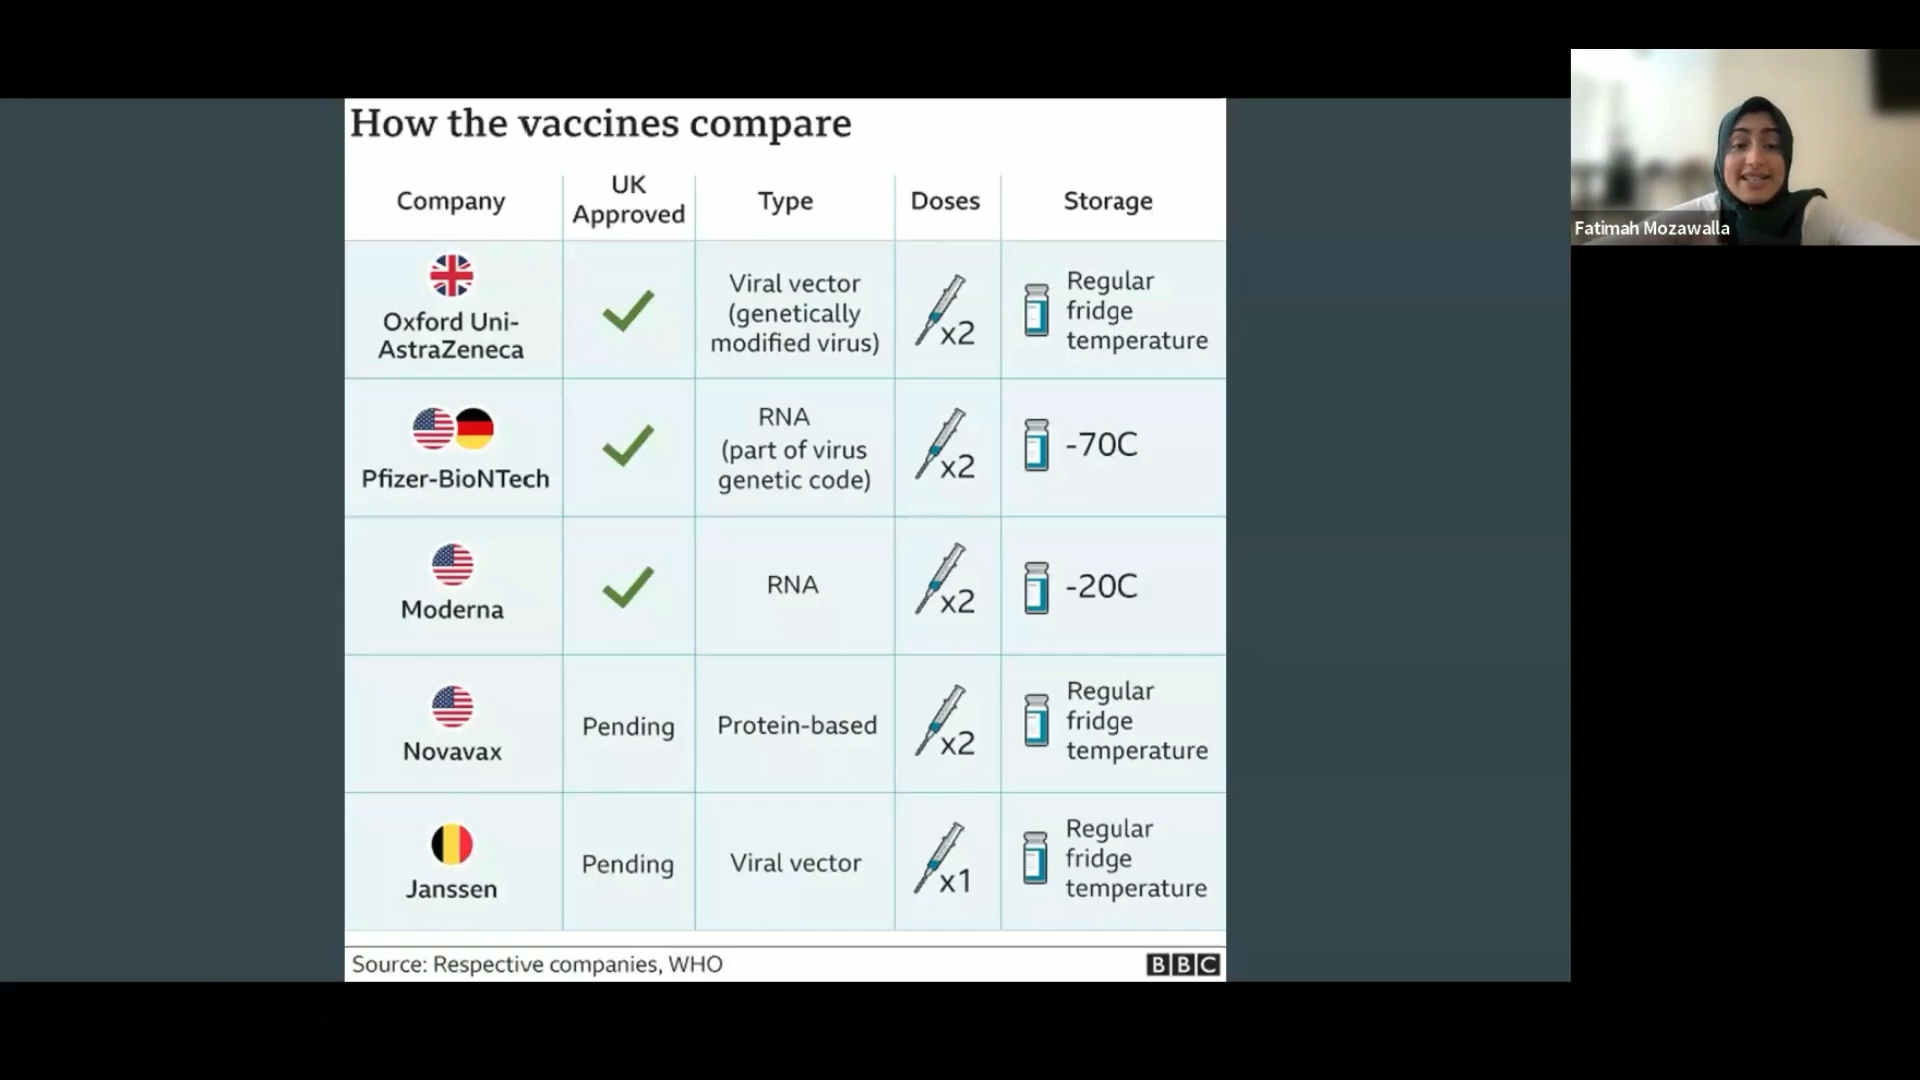 How the vaccines compare
Company
UK
Approved
Type
Doses
Storage
Oxford Uni-
AstraZeneca
Viral vector
(genetically
modified virus)
x2
Regular
fridge
temperature
Pfizer-BioNTech
RNA
(part of virus
genetic code)
x2
-70C
Moderna
RNA
x2
-20C
Novavax
Pending
Protein-based
x2
Regular
fridge
temperature
Janssen
Pending
Viral vector
x1
Regular
fridge
temperature
Source: Respective companies, WHO
BBC
Fatimah Mozawalla